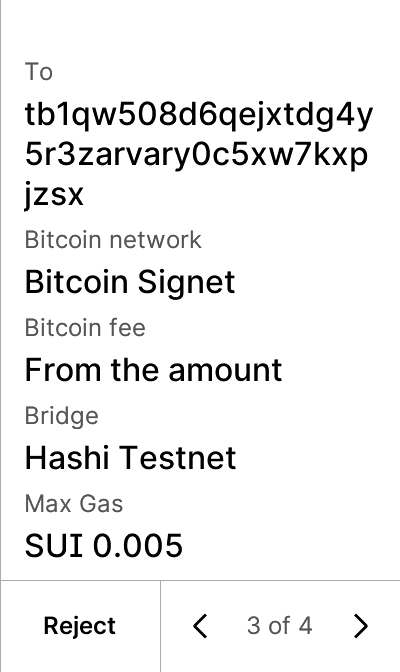 To
tb1qw508d6qejxtdg4y
5r3zarvary0c5xw7kxp
jzsx
Bitcoin network
Bitcoin Signet
Bitcoin fee
From the amount
Bridge
Hashi Testnet
Max Gas
SUI 0.005
Reject
3 of 4